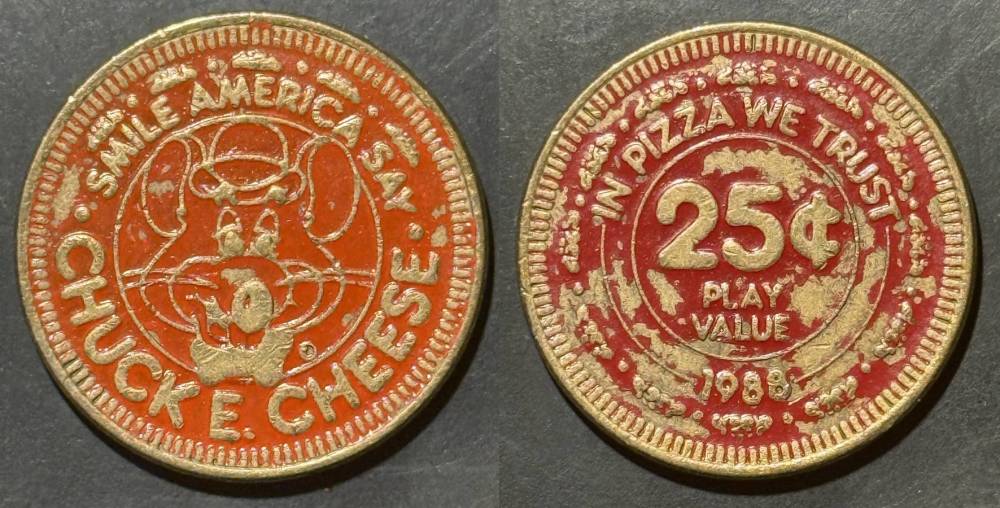 SMILE AMERICA SAY
CHUCK E. CHEESE
IN PIZZA WE TRUST
25¢
PLAY
VALUE
1988